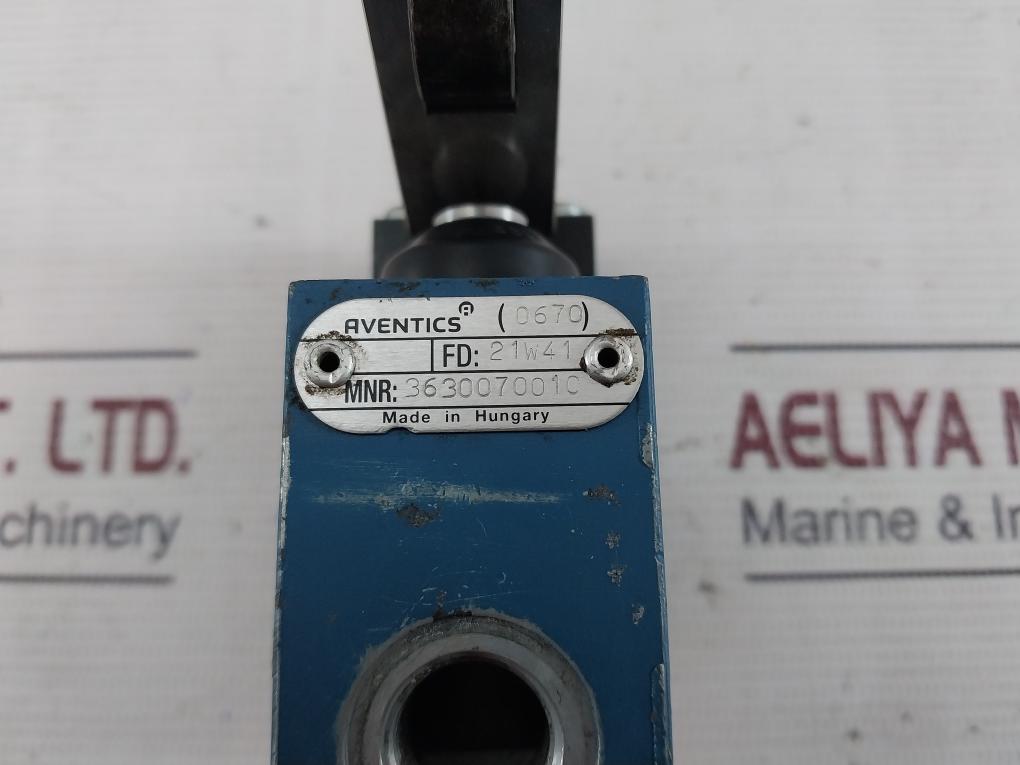 AVENTICS (0670)
FD: 21W41
MNR: 3630070010
Made in Hungary
T. LTD.
chinery
AELIYA M
Marine & In